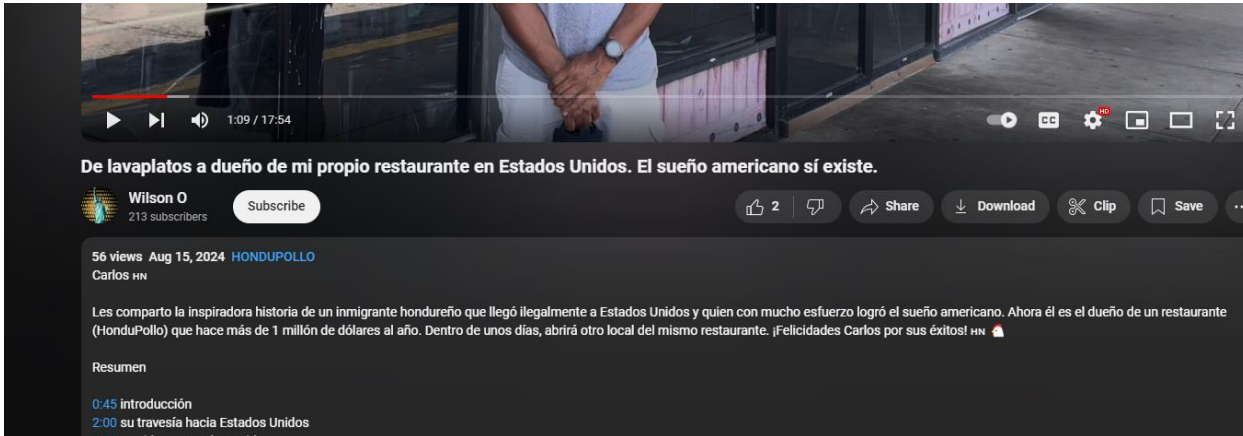 1:09 / 17:54
CC
HD
De lavaplatos a dueño de mi propio restaurante en Estados Unidos. El sueño americano sí existe.
Wilson O
213 subscribers
Subscribe
2
Share
Download
Clip
Save
56 views Aug 15, 2024 HONDUPOLLO
Carlos HN
Les comparto la inspiradora historia de un inmigrante hondureño que llegó ilegalmente a Estados Unidos y quien con mucho esfuerzo logró el sueño americano. Ahora él es el dueño de un restaurante
(HonduPollo) que hace más de 1 millón de dólares al año. Dentro de unos días, abrirá otro local del mismo restaurante. ¡Felicidades Carlos por sus éxitos! HN 🐔
Resumen
0:45 introducción
2:00 su travesía hacia Estados Unidos